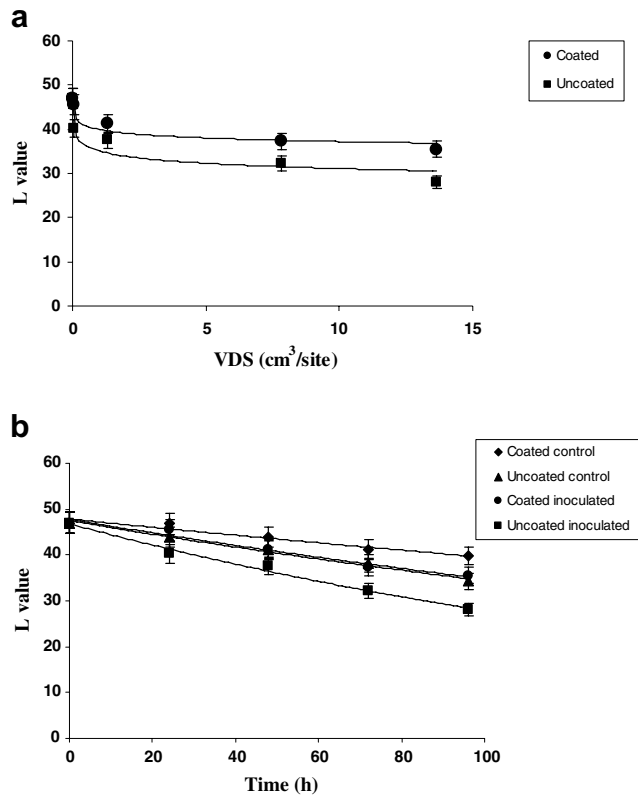 a
Coated
Uncoated
60
50
40
30
20
10
0
L value
0
5
10
15
VDS (cm³/site)
b
Coated control
Uncoated control
Coated inoculated
Uncoated inoculated
60
50
40
30
20
10
0
L value
0
20
40
60
80
100
Time (h)